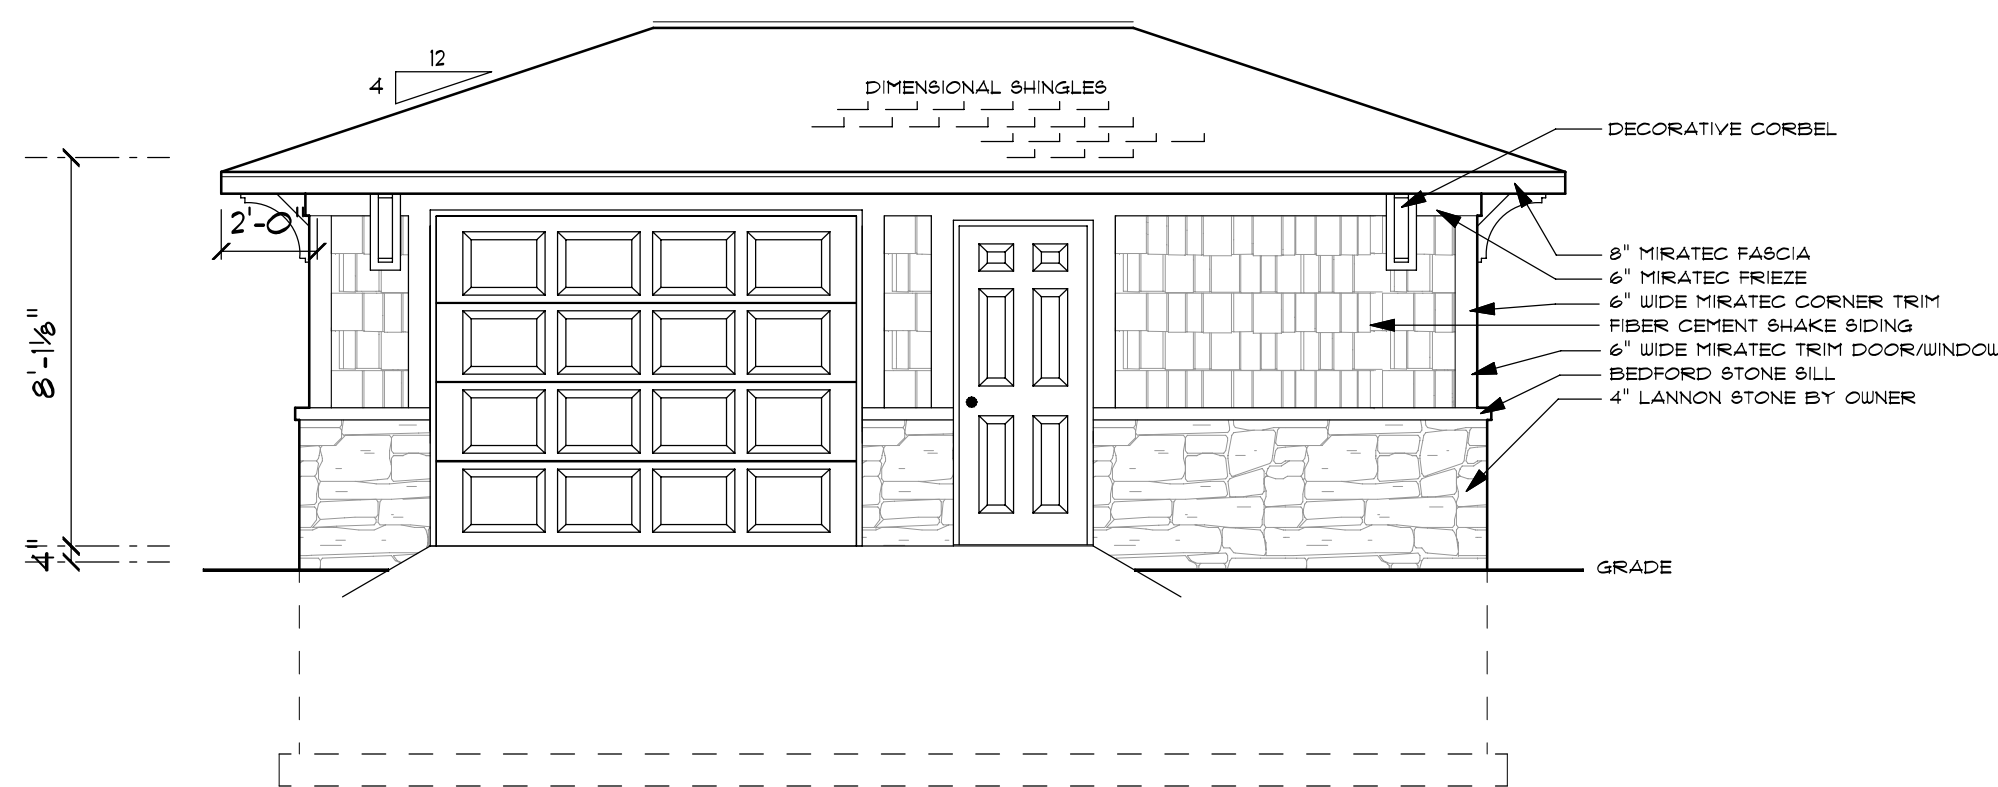 12
4
DIMENSIONAL SHINGLES
DECORATIVE CORBEL
2'-0"
8" MIRATEC FASCIA
6" MIRATEC FRIEZE
6" WIDE MIRATEC CORNER TRIM
FIBER CEMENT SHAKE SIDING
6" WIDE MIRATEC TRIM DOOR/WINDOW
BEDFORD STONE SILL
4" LANNON STONE BY OWNER
8'-1 1/8"
4"
GRADE